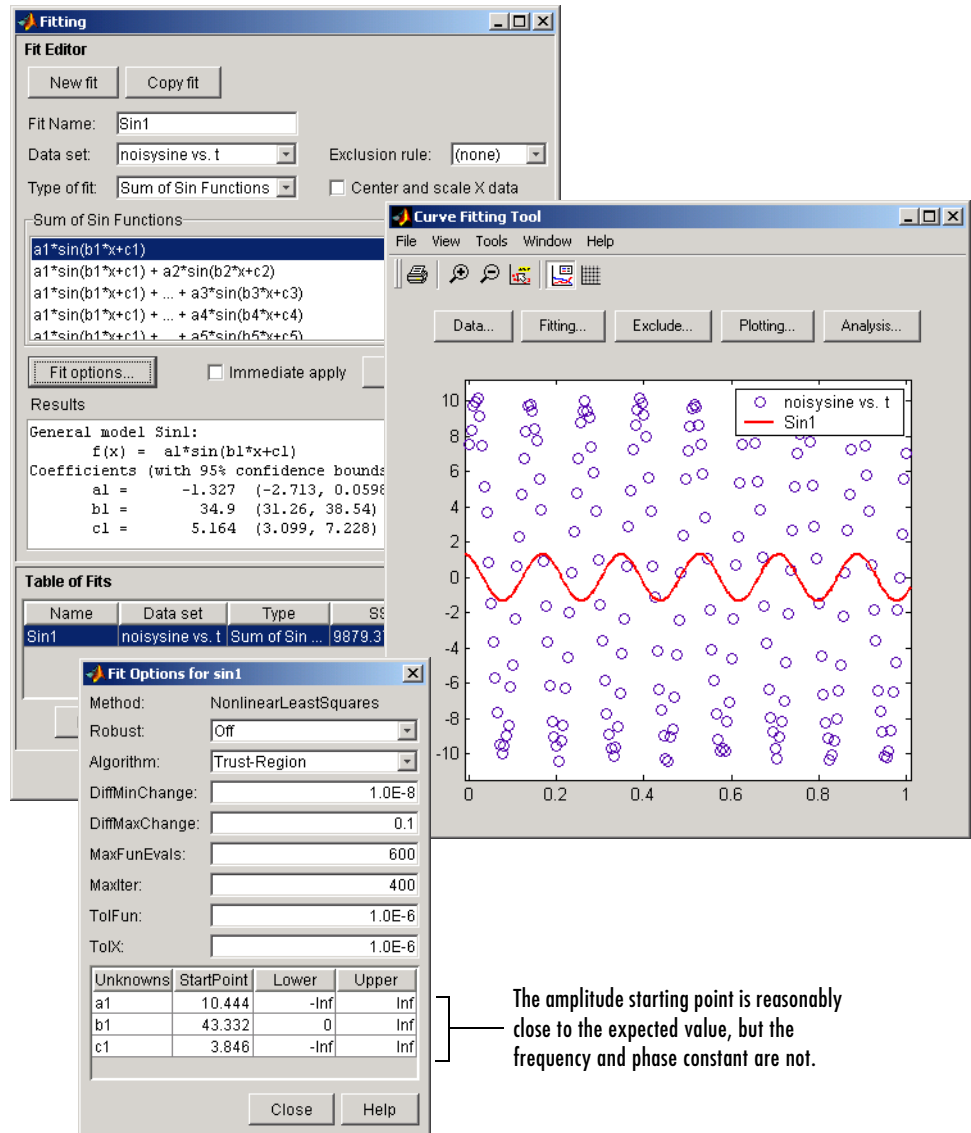 Fitting
Fit Editor
New fit
Copy fit
Fit Name:
Sin1
Data set:
noisysine vs. t
Exclusion rule:
(none)
Type of fit:
Sum of Sin Functions
Center and scale X data
Sum of Sin Functions
a1*sin(b1*x+c1)
a1*sin(b1*x+c1) + a2*sin(b2*x+c2)
a1*sin(b1*x+c1) + ... + a3*sin(b3*x+c3)
a1*sin(b1*x+c1) + ... + a4*sin(b4*x+c4)
a1*sin(b1*x+c1) + ... + a5*sin(b5*x+c5)
Fit options...
Immediate apply
Results
General model Sin1:
f(x) = a1*sin(b1*x+c1)
Coefficients (with 95% confidence bounds
a1 = -1.327 (-2.713, 0.0598
b1 = 34.9 (31.26, 38.54)
c1 = 5.164 (3.099, 7.228)
Table of Fits
Name Data set Type SS
Sin1 noisysine vs. t Sum of Sin ... 9879.37
Curve Fitting Tool
File View Tools Window Help
Data...
Fitting...
Exclude...
Plotting...
Analysis...
noisysine vs. t
Sin1
10
8
6
4
2
0
-2
-4
-6
-8
-10
0 0.2 0.4 0.6 0.8 1
Fit Options for sin1
Method: NonlinearLeastSquares
Robust: Off
Algorithm: Trust-Region
DiffMinChange: 1.0E-8
DiffMaxChange: 0.1
MaxFunEvals: 600
MaxIter: 400
TolFun: 1.0E-6
TolX: 1.0E-6
Unknowns StartPoint Lower Upper
a1 10.444 -Inf Inf
b1 43.332 0 Inf
c1 3.846 -Inf Inf
Close
Help
The amplitude starting point is reasonably
close to the expected value, but the
frequency and phase constant are not.